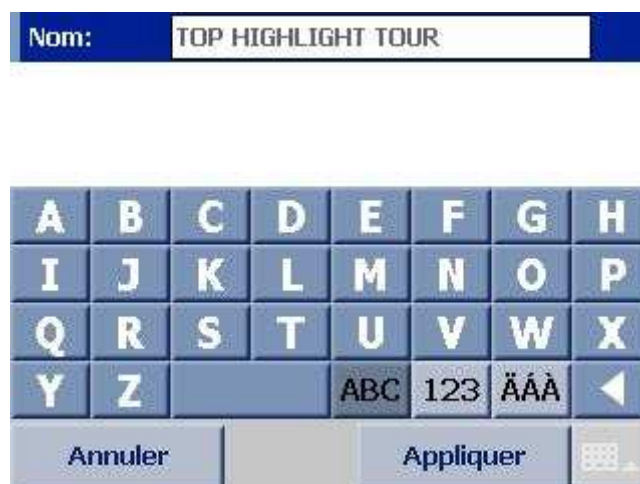 Nom: TOP HIGHLIGHT TOUR
A B C D E F G H
I J K L M N O P
Q R S T U V W X
Y Z ABC 123 ÄÁÀ
Annuler Appliquer